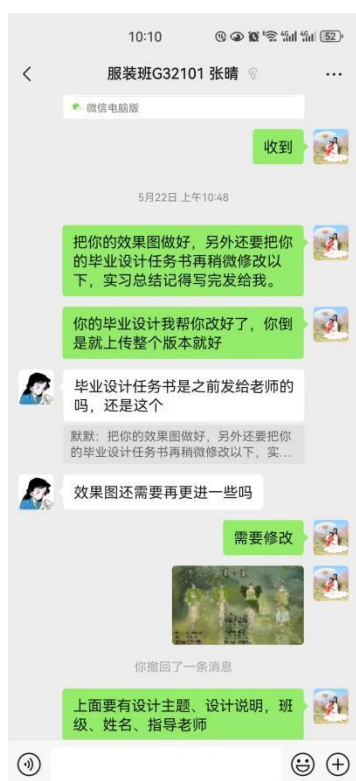 10:10
52
服装班G32101 张晴
微信电脑版
收到
5月22日 上午10:48
把你的效果图做好，另外还要把你
的毕业设计任务书再稍微修改以
下，实习总结记得写完发给我。
你的毕业设计我帮你改好了，你倒
是就上传整个版本就好
毕业设计任务书是之前发给老师的
吗，还是这个
默默：把你的效果图做好，另外还要把你
的毕业设计任务书再稍微修改以下，实...
效果图还需要再更进一些吗
需要修改
你撤回了一条消息
上面要有设计主题、设计说明，班
级、姓名、指导老师